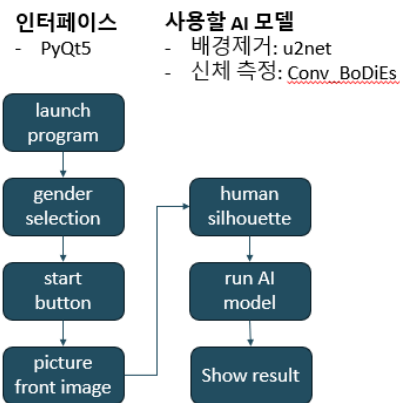 인터페이스
- PyQt5
사용할 AI 모델
- 배경제거: u2net
- 신체 측정: Conv_BoDiEs
launch
program
gender
selection
start
button
picture
front image
human
silhouette
run AI
model
Show result